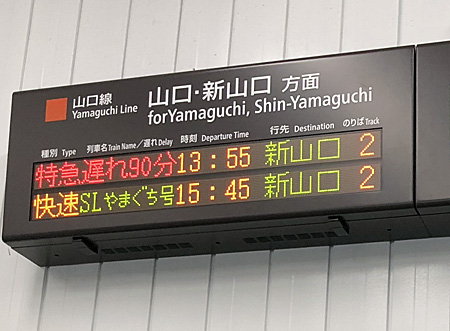 山口線 山口・新山口 方面
Yamaguchi Line for Yamaguchi, Shin-Yamaguchi
種別 Type 列車名 Train Name/遅れ Delay 時刻 Departure Time 行先 Destination のりば Track
特急 遅れ90分 13:55 新山口 2
快速 SLやまぐち号 15:45 新山口 2